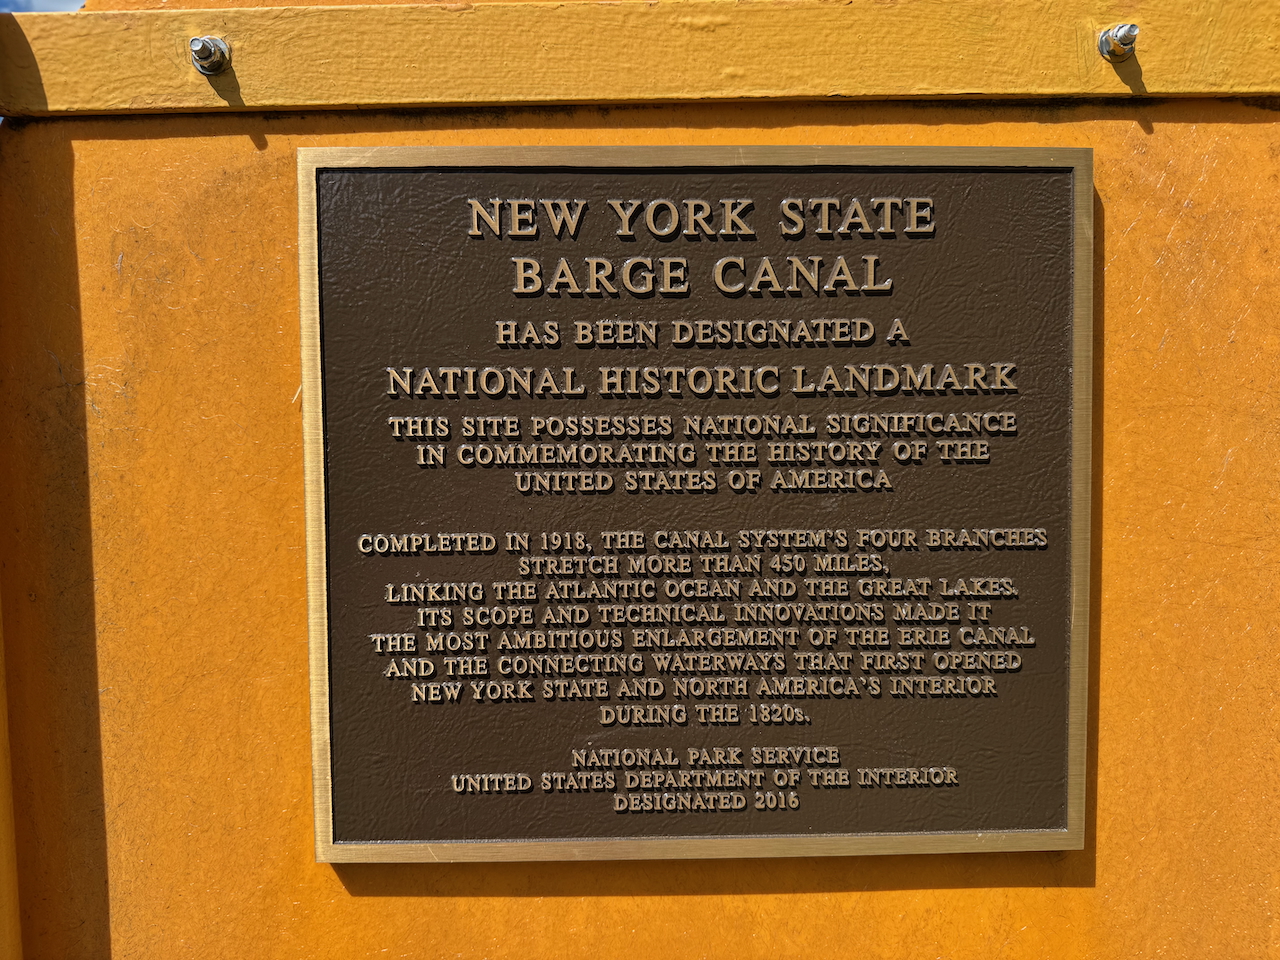 NEW YORK STATE
BARGE CANAL
HAS BEEN DESIGNATED A
NATIONAL HISTORIC LANDMARK
THIS SITE POSSESSES NATIONAL SIGNIFICANCE
IN COMMEMORATING THE HISTORY OF THE
UNITED STATES OF AMERICA
COMPLETED IN 1918, THE CANAL SYSTEM'S FOUR BRANCHES
STRETCH MORE THAN 450 MILES,
LINKING THE ATLANTIC OCEAN AND THE GREAT LAKES.
ITS SCOPE AND TECHNICAL INNOVATIONS MADE IT
THE MOST AMBITIOUS ENLARGEMENT OF THE ERIE CANAL
AND THE CONNECTING WATERWAYS THAT FIRST OPENED
NEW YORK STATE AND NORTH AMERICA'S INTERIOR
DURING THE 1820s.
NATIONAL PARK SERVICE
UNITED STATES DEPARTMENT OF THE INTERIOR
DESIGNATED 2016